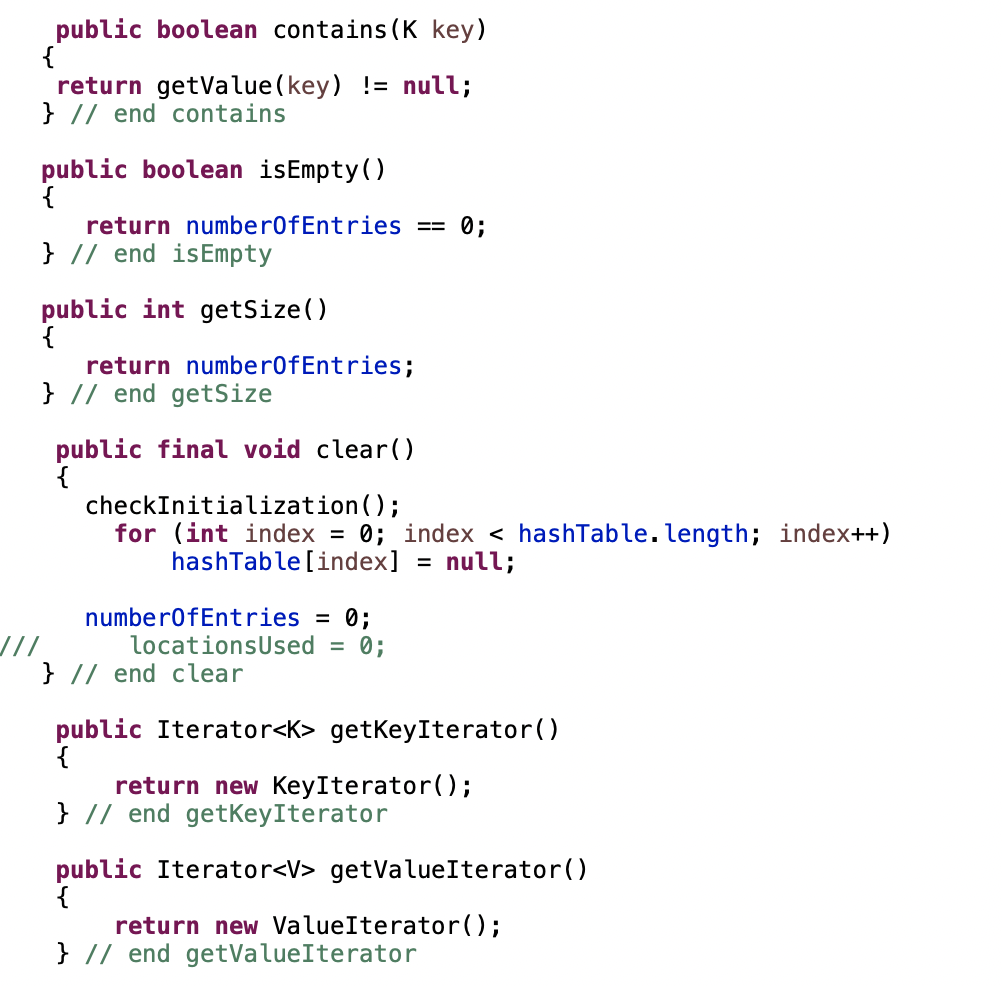 public boolean contains(K key)
{
return getValue(key) != null;
} // end contains
public boolean isEmpty()
{
return numberOfEntries == 0;
} // end isEmpty
public int getSize()
{
return numberOfEntries;
} // end getSize
public final void clear()
{
checkInitialization();
for (int index = 0; index < hashTable.length; index++)
hashTable[index] = null;
numberOfEntries = 0;
/// locationsUsed = 0;
} // end clear
public Iterator<K> getKeyIterator()
{
return new KeyIterator();
} // end getKeyIterator
public Iterator<V> getValueIterator()
{
return new ValueIterator();
} // end getValueIterator